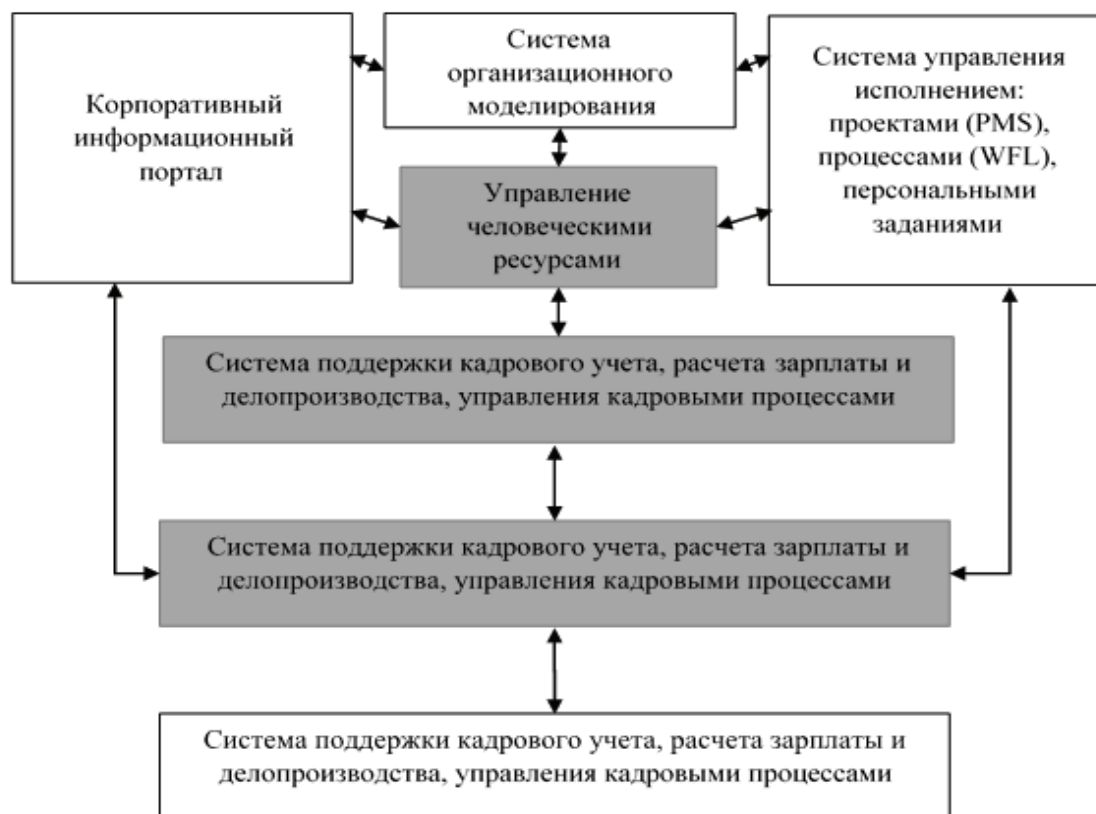 Корпоративный
информационный
портал
Система
организационного
моделирования
Система управления
исполнением:
проектами (PMS),
процессами (WFL),
персональными
заданиями
Управление
человеческими
ресурсами
Система поддержки кадрового учета, расчета зарплаты и
делопроизводства, управления кадровыми процессами
Система поддержки кадрового учета, расчета зарплаты и
делопроизводства, управления кадровыми процессами
Система поддержки кадрового учета, расчета зарплаты и
делопроизводства, управления кадровыми процессами